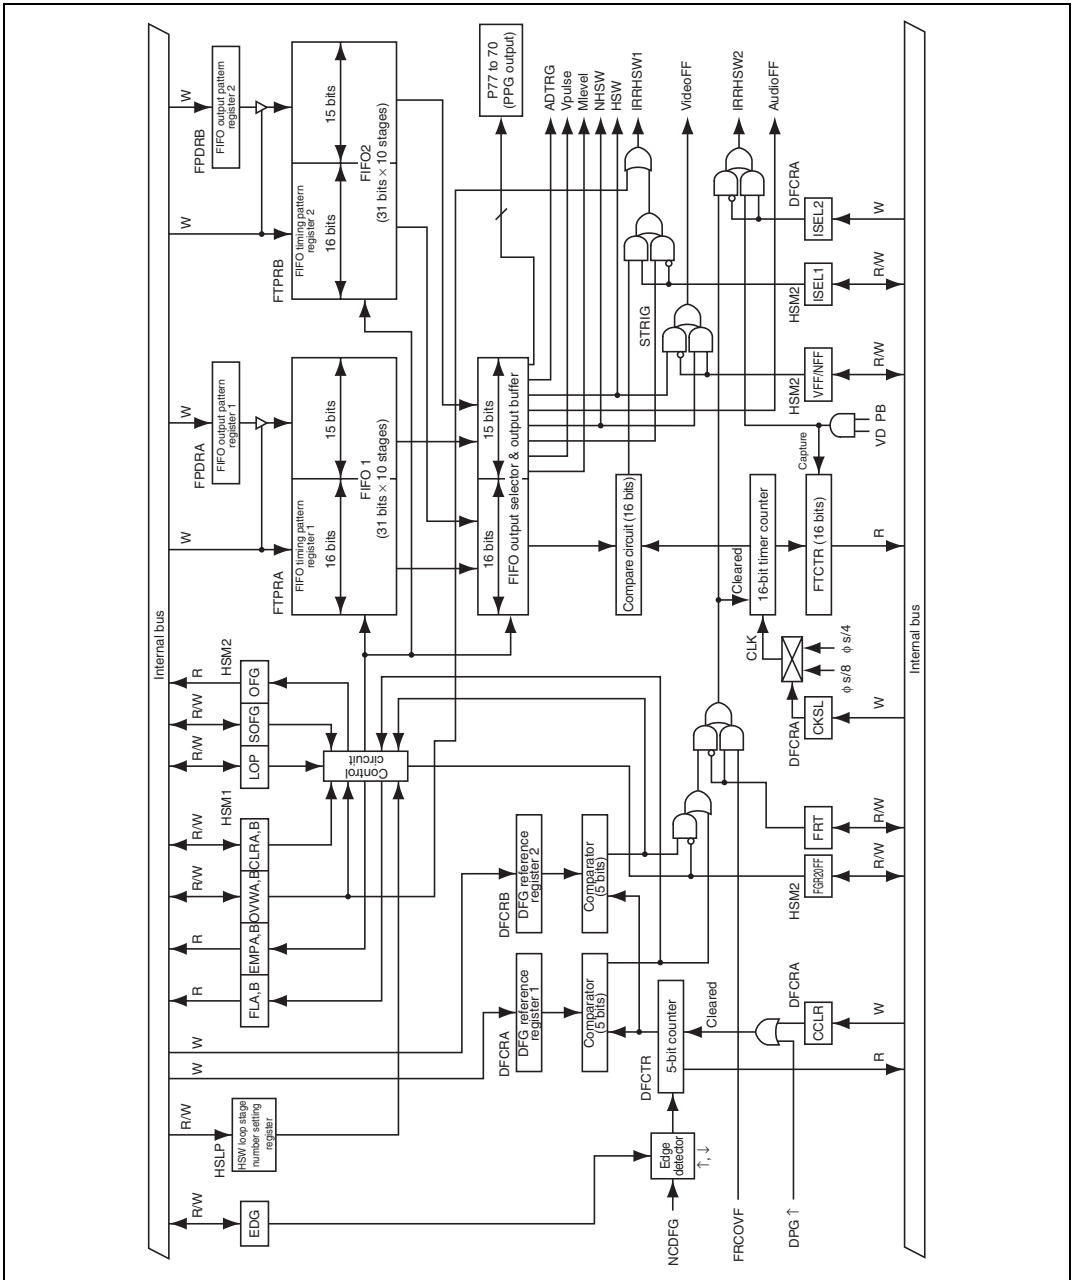 Internal bus
W
FPDRB
FIFO output pattern
register 2
W
FTPRB
FIFO timing pattern
register 2
16 bits
15 bits
FIFO2
(31 bits × 10 stages)
W
FPDRA
FIFO output pattern
register 1
W
FTPRA
FIFO timing pattern
register 1
16 bits
15 bits
FIFO 1
(31 bits × 10 stages)
P77 to 70
(PPG output)
ADTRG
Vpulse
Mlevel
NHSW
HSW
IRRHSW1
VideoFF
IRRHSW2
AudioFF
16 bits
15 bits
FIFO output selector & output buffer
STRIG
Compare circuit (16 bits)
Cleared
16-bit timer counter
CLK
Capture
FTCTR (16 bits)
R
VD PB
HSM2
VFF/NFF
R/W
HSM2
ISEL1
R/W
DFCRA
ISEL2
W
φ s/4
φ s/8
DFCRA
CKSL
W
HSM2
R
OFG
R/W
SOFG
R/W
LOP
Control
circuit
HSM1
R/W
CLRA,B
R/W
OVWA,B
R
EMPA,B
R
FLA,B
W
W
DFCRB
DFG reference
register 2
Comparator
(5 bits)
DFCRA
DFG reference
register 1
Comparator
(5 bits)
FRT
R/W
HSM2
FGR2OFF
R/W
DFCTR
5-bit counter
Cleared
DFCRA
CCLR
W
R
R/W
HSLP
HSW loop stage
number setting
register
R/W
EDG
Edge
detector
↑, ↓
NCDFG
FRCOVF
DPG ↑
Internal bus